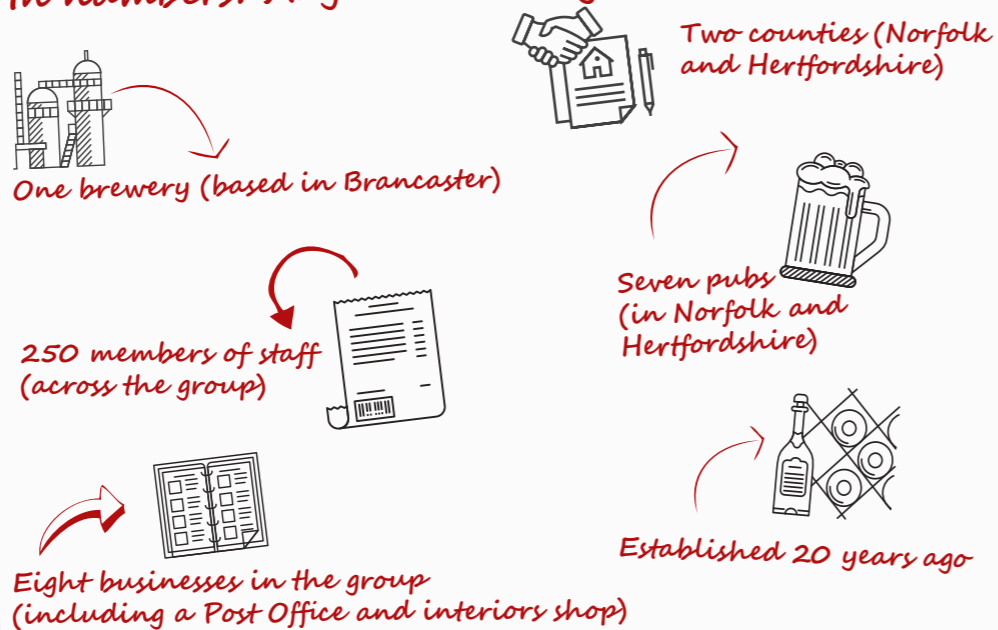 In numbers:
Two counties (Norfolk
and Hertfordshire)
One brewery (based in Brancaster)
Seven pubs
(in Norfolk and
Hertfordshire)
250 members of staff
(across the group)
Established 20 years ago
Eight businesses in the group
(including a Post Office and interiors shop)